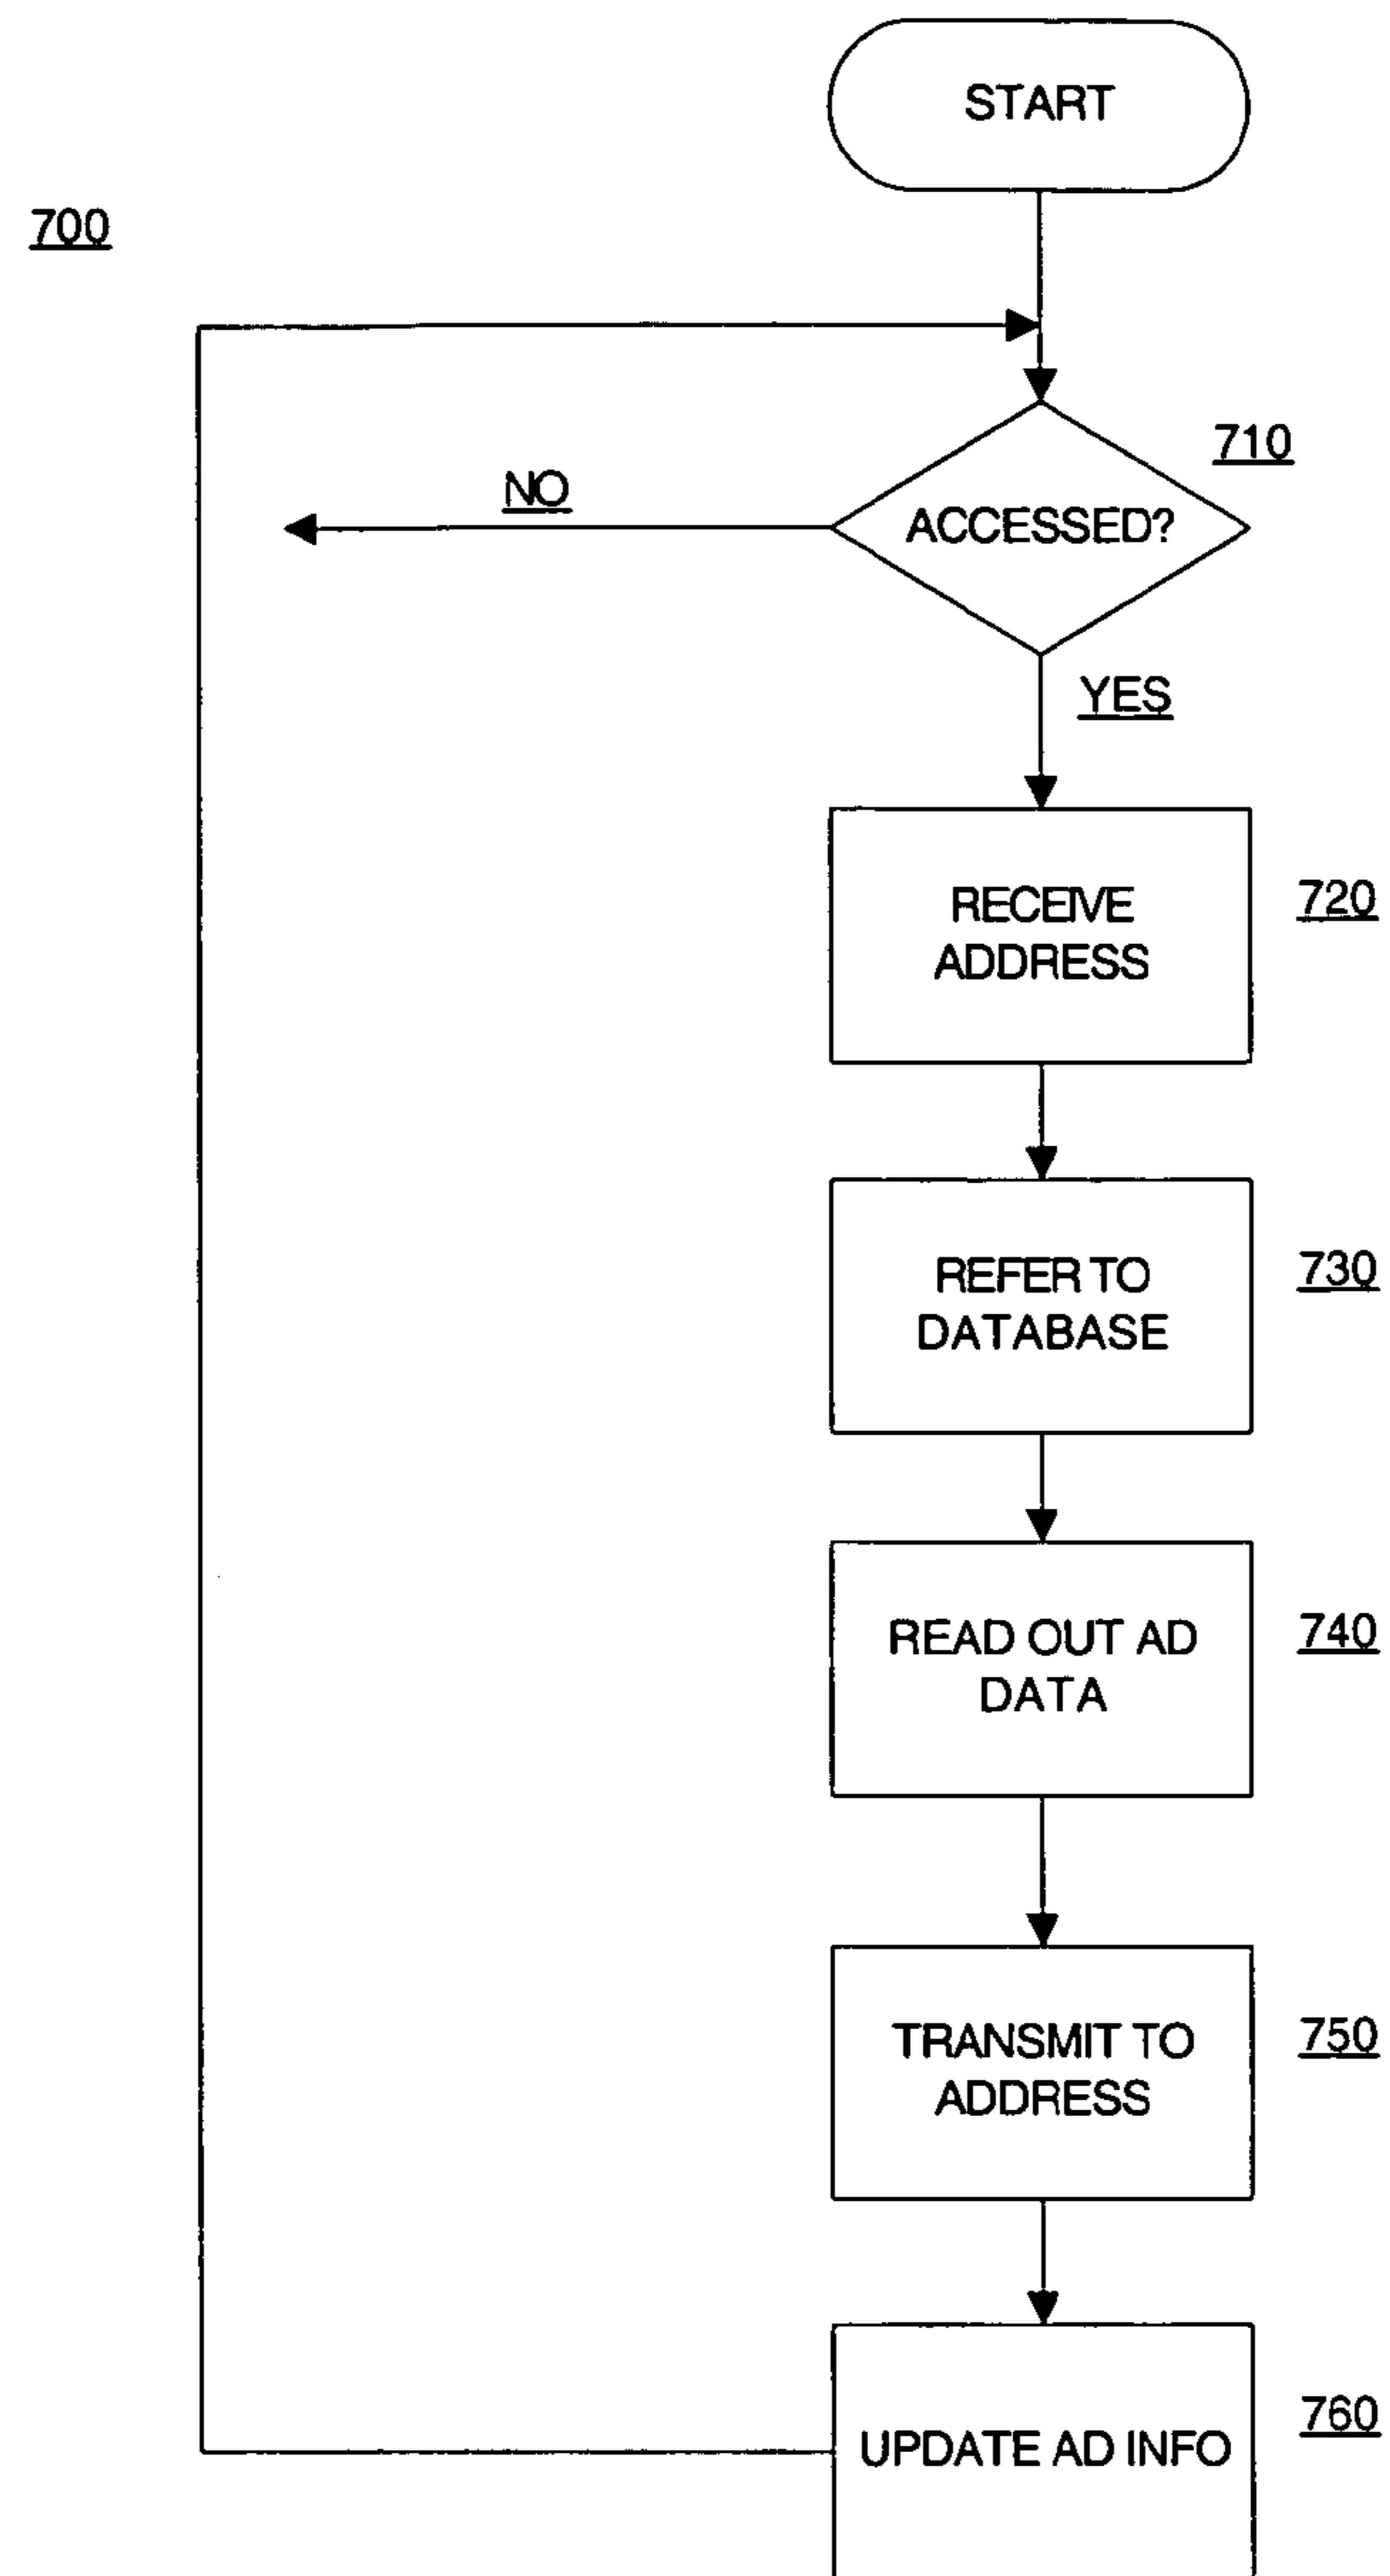 START
700
710
NO
ACCESSED?
YES
RECEIVE
ADDRESS
720
REFER TO
DATABASE
730
READ OUT AD
DATA
740
TRANSMIT TO
ADDRESS
750
UPDATE AD INFO
760